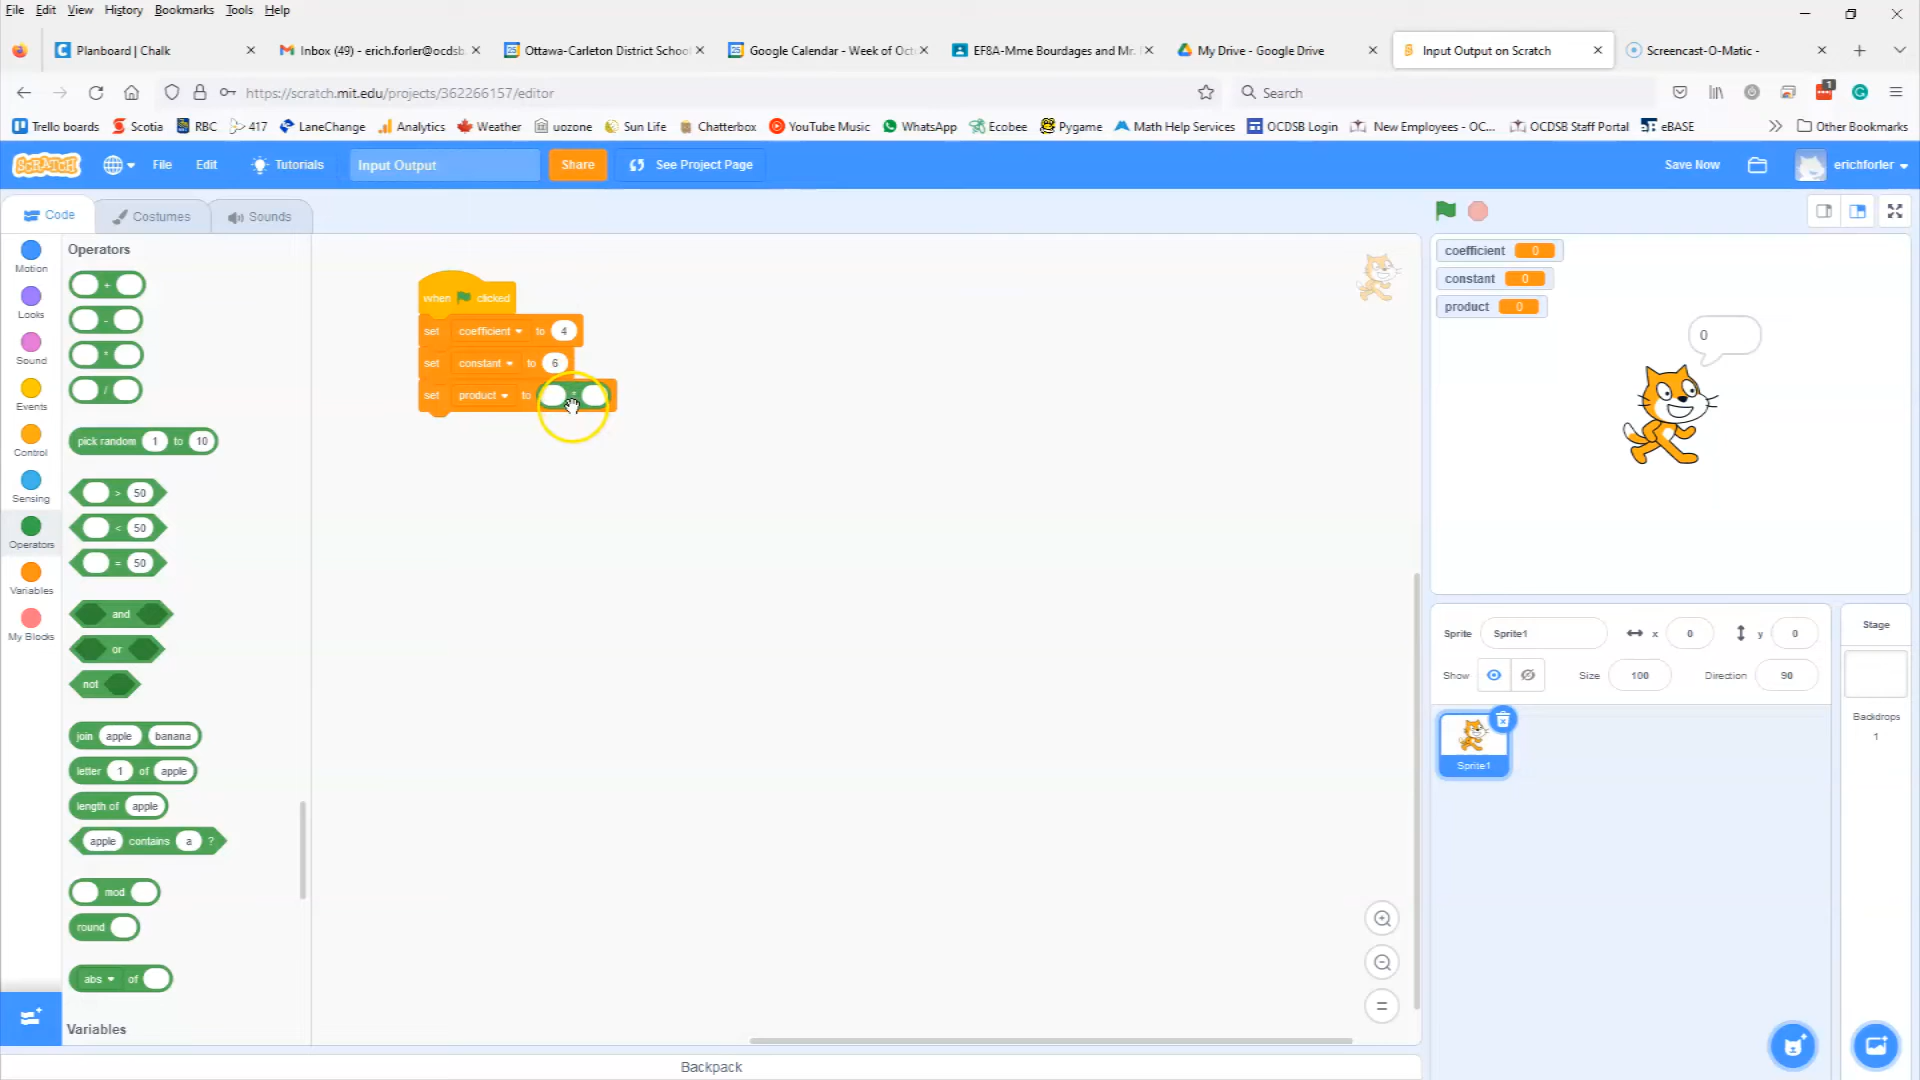 File Edit View History Bookmarks Tools Help
Planboard | Chalk
Inbox (49) - erich.forler@ocdsb
Ottawa-Carleton District School
Google Calendar - Week of Oct
EF8A-Mme Bourdages and Mr.
My Drive - Google Drive
Input Output on Scratch
Screencast-O-Matic -
https://scratch.mit.edu/projects/362266157/editor
Search
1
Trello boards Scotia RBC 417 LaneChange Analytics Weather uozone Sun Life Chatterbox YouTube Music WhatsApp Ecobee Pygame Math Help Services OCDSB Login New Employees - OC... OCDSB Staff Portal eBASE Other Bookmarks
SCRATCH File Edit Tutorials Input Output Share See Project Page Save Now erichforler
Code Costumes Sounds
Motion
Looks
Sound
Events
Control
Sensing
Operators
Variables
My Blocks
Operators
+
-
*
/
pick random 1 to 10
> 50
< 50
= 50
and
or
not
join apple banana
letter 1 of apple
length of apple
apple contains a ?
mod
round
abs of
Variables
when clicked
set coefficient to 4
set constant to 6
set product to
Backpack
coefficient 0
constant 0
product 0
0
Sprite Sprite1 x 0 y 0
Show Size 100 Direction 90
Sprite1
Stage
Backdrops
1